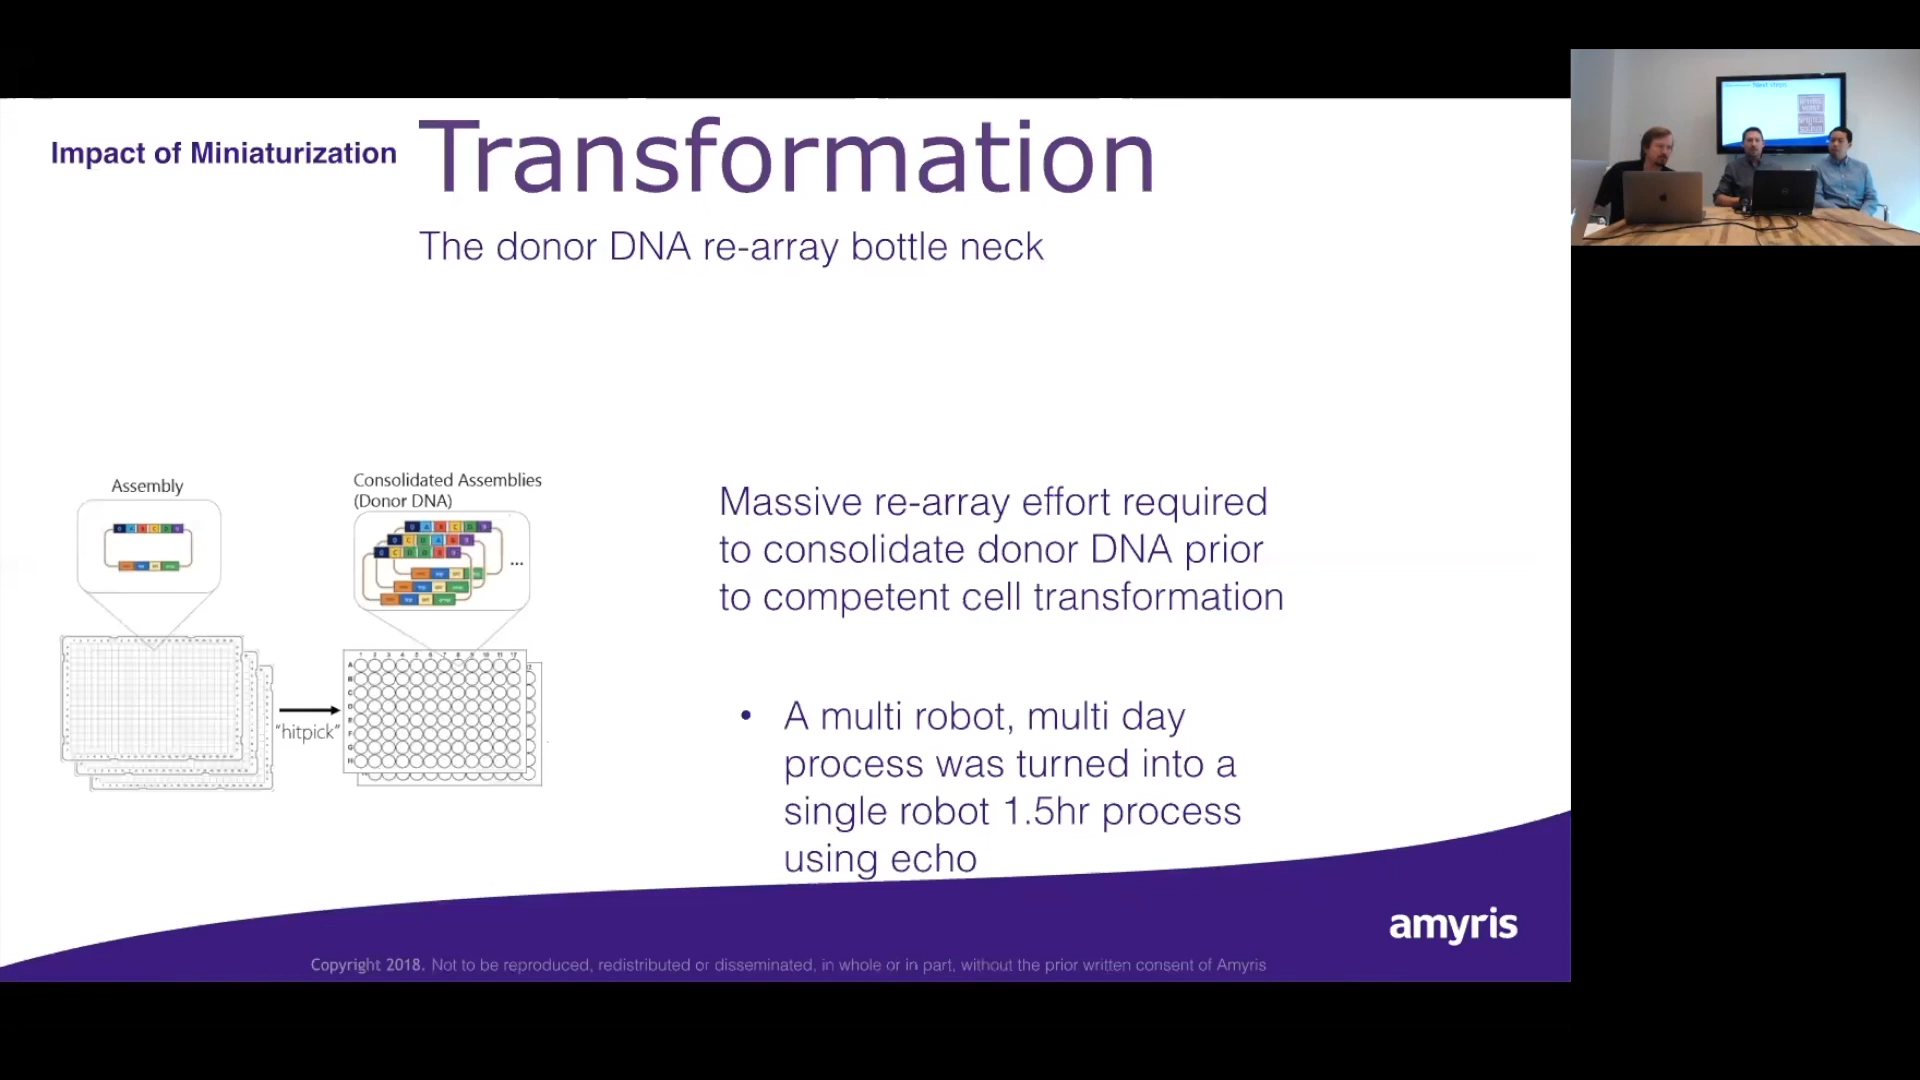 Impact of Miniaturization
Transformation
The donor DNA re-array bottle neck
Assembly
Consolidated Assemblies
(Donor DNA)
...
"hitpick"
Massive re-array effort required
to consolidate donor DNA prior
to competent cell transformation
• A multi robot, multi day
process was turned into a
single robot 1.5hr process
using echo
amyris
Copyright 2018. Not to be reproduced, redistributed or disseminated, in whole or in part, without the prior written consent of Amyris
Next steps